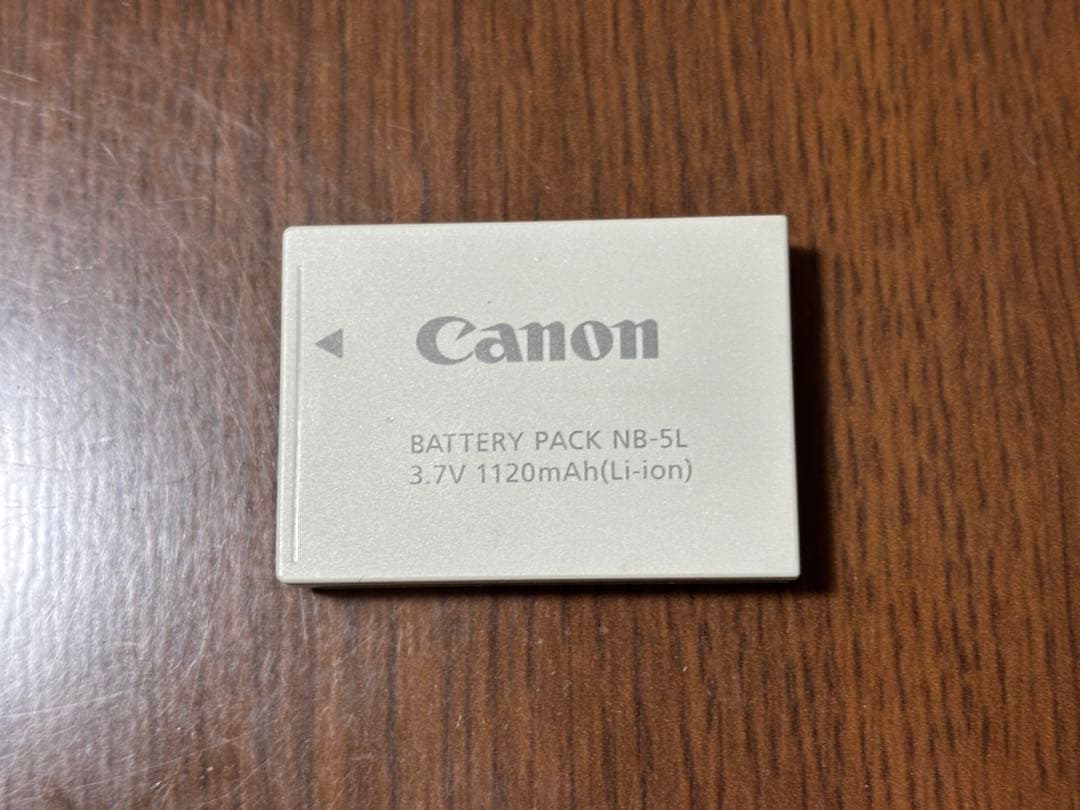 Canon
BATTERY PACK NB-5L
3.7V 1120mAh(Li-ion)